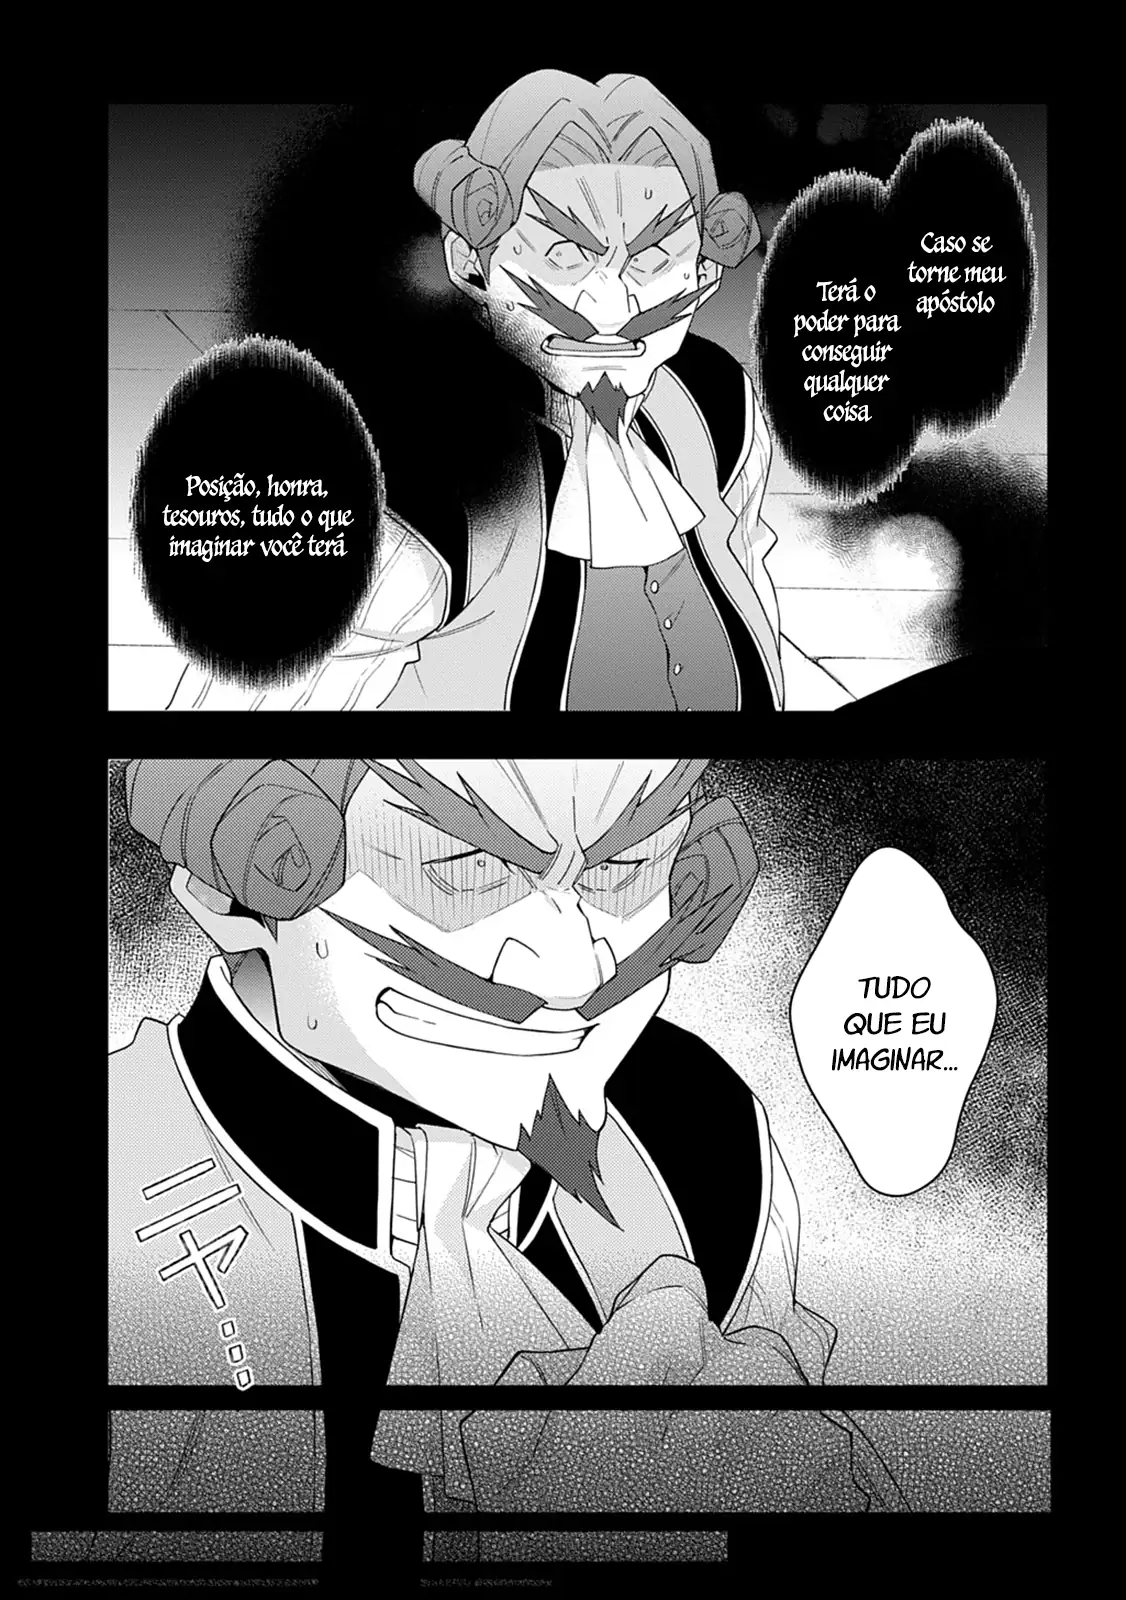 Caso se
torne meu
apóstolo
Terá o
poder para
conseguir
qualquer
coisa
Posição, honra,
tesouros, tudo o que
imaginar você terá
TUDO
QUE EU
IMAGINAR...
ニヤ...